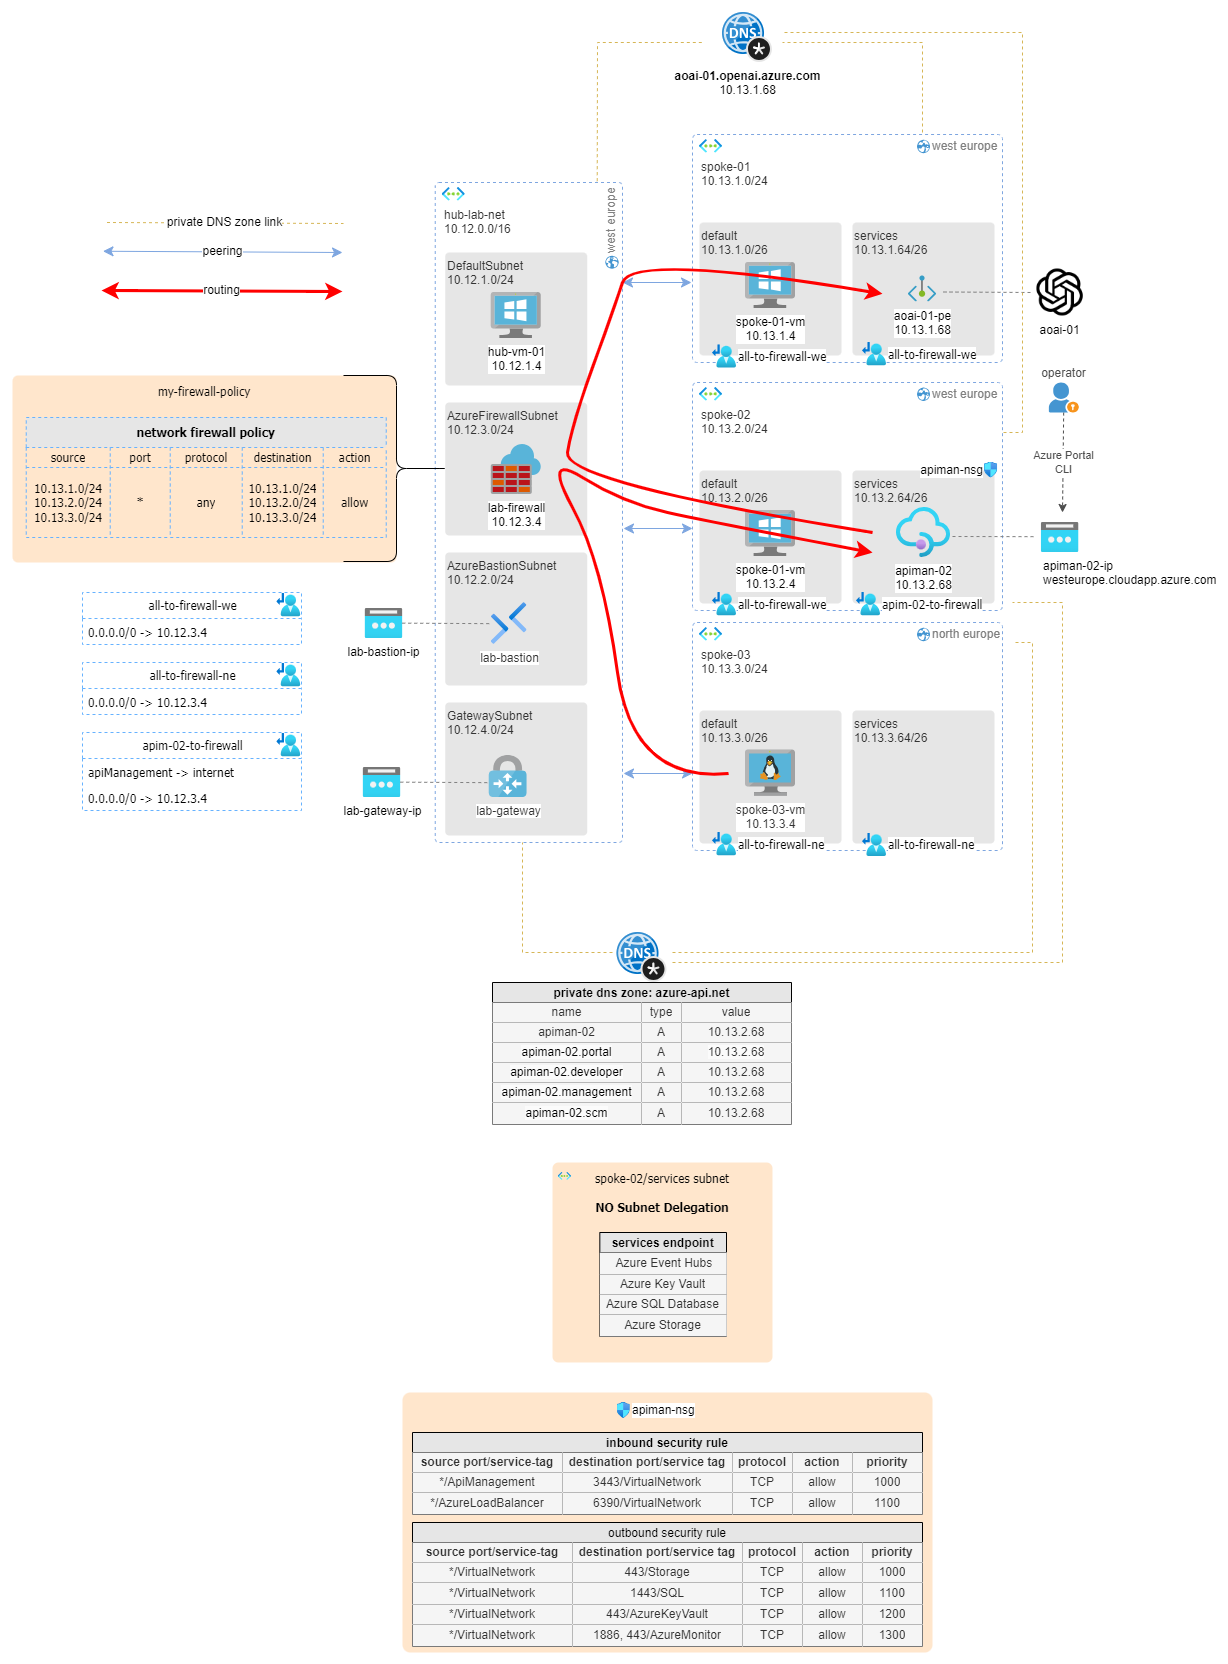 aoai-01.openai.azure.com
10.13.1.68
private DNS zone link
peering
routing
my-firewall-policy
network firewall policy
source port protocol destination action
10.13.1.0/24 10.13.1.0/24
10.13.2.0/24 * any 10.13.2.0/24 allow
10.13.3.0/24 10.13.3.0/24
all-to-firewall-we
0.0.0.0/0 -> 10.12.3.4
all-to-firewall-ne
0.0.0.0/0 -> 10.12.3.4
apim-02-to-firewall
apiManagement -> internet
0.0.0.0/0 -> 10.12.3.4
lab-bastion-ip
lab-gateway-ip
west europe
hub-lab-net
10.12.0.0/16
DefaultSubnet
10.12.1.0/24
hub-vm-01
10.12.1.4
AzureFirewallSubnet
10.12.3.0/24
lab-firewall
10.12.3.4
AzureBastionSubnet
10.12.2.0/24
lab-bastion
GatewaySubnet
10.12.4.0/24
lab-gateway
west europe
spoke-01
10.13.1.0/24
default
10.13.1.0/26
spoke-01-vm
10.13.1.4
all-to-firewall-we
services
10.13.1.64/26
aoai-01-pe
10.13.1.68
all-to-firewall-we
aoai-01
west europe
spoke-02
10.13.2.0/24
apiman-nsg
default
10.13.2.0/26
spoke-01-vm
10.13.2.4
all-to-firewall-we
services
10.13.2.64/26
apiman-02
10.13.2.68
apim-02-to-firewall
operator
Azure Portal
CLI
apiman-02-ip
westeurope.cloudapp.azure.com
north europe
spoke-03
10.13.3.0/24
default
10.13.3.0/26
spoke-03-vm
10.13.3.4
all-to-firewall-ne
services
10.13.3.64/26
all-to-firewall-ne
DNS
DNS
private dns zone: azure-api.net
name type value
apiman-02 A 10.13.2.68
apiman-02.portal A 10.13.2.68
apiman-02.developer A 10.13.2.68
apiman-02.management A 10.13.2.68
apiman-02.scm A 10.13.2.68
spoke-02/services subnet
NO Subnet Delegation
services endpoint
Azure Event Hubs
Azure Key Vault
Azure SQL Database
Azure Storage
apiman-nsg
inbound security rule
source port/service-tag destination port/service tag protocol action priority
*/ApiManagement 3443/VirtualNetwork TCP allow 1000
*/AzureLoadBalancer 6390/VirtualNetwork TCP allow 1100
outbound security rule
source port/service-tag destination port/service tag protocol action priority
*/VirtualNetwork 443/Storage TCP allow 1000
*/VirtualNetwork 1443/SQL TCP allow 1100
*/VirtualNetwork 443/AzureKeyVault TCP allow 1200
*/VirtualNetwork 1886, 443/AzureMonitor TCP allow 1300